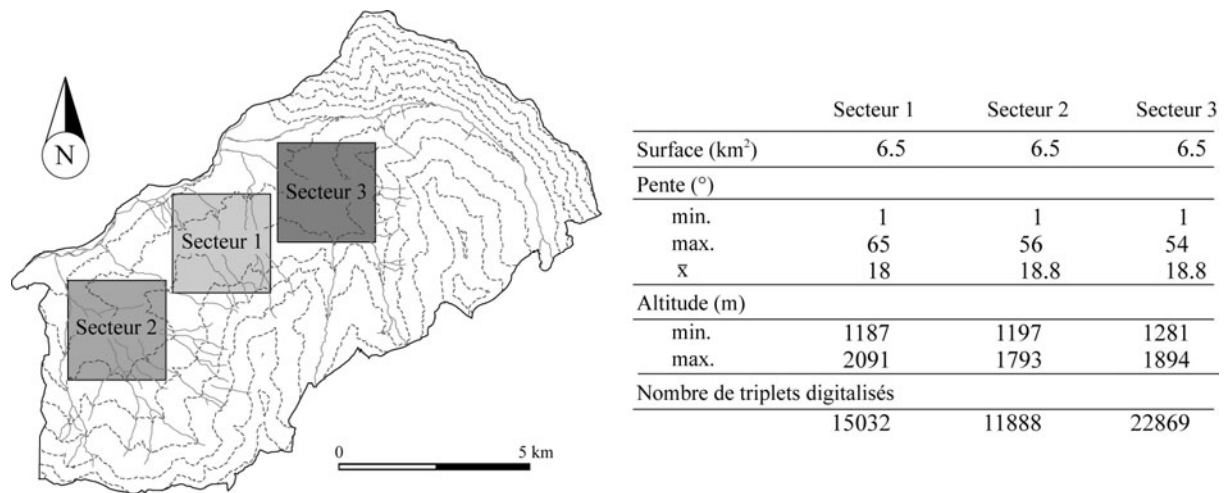 N
Secteur 3
Secteur 1
Secteur 2
0 5 km
Secteur 1 Secteur 2 Secteur 3
Surface (km²) 6.5 6.5 6.5
Pente (°)
min. 1 1 1
max. 65 56 54
x̅ 18 18.8 18.8
Altitude (m)
min. 1187 1197 1281
max. 2091 1793 1894
Nombre de triplets digitalisés
15032 11888 22869